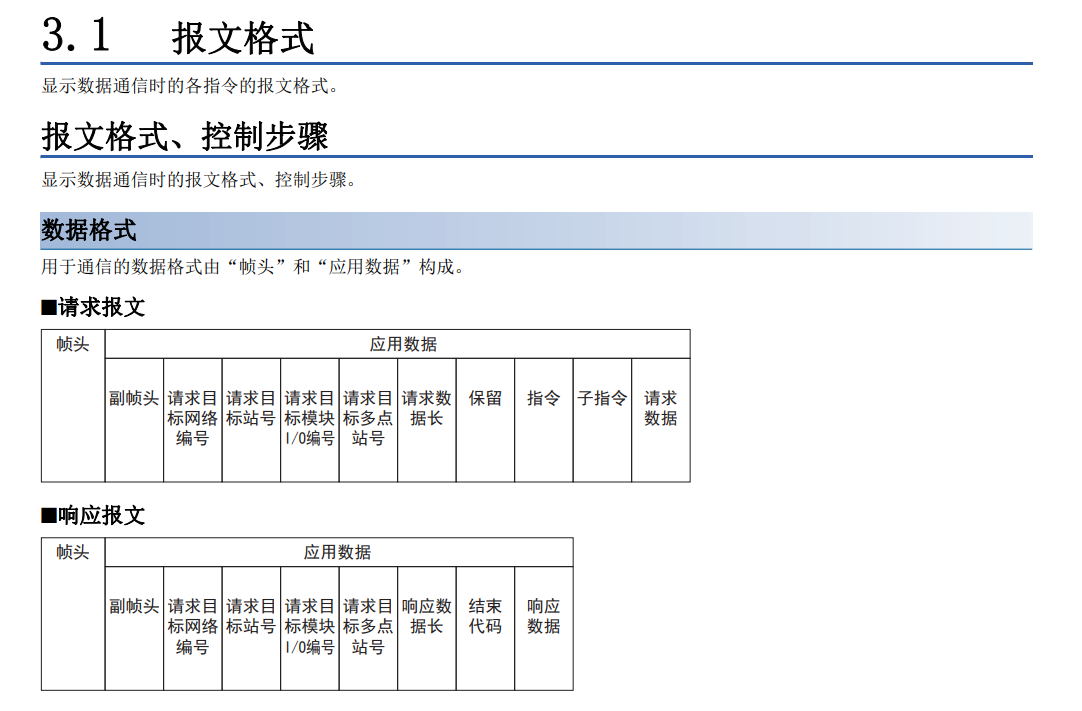 3.1 报文格式
显示数据通信时的各指令的报文格式。
报文格式、控制步骤
显示数据通信时的报文格式、控制步骤。
数据格式
用于通信的数据格式由“帧头”和“应用数据”构成。
■请求报文
帧头 应用数据
副帧头 请求目 请求目 请求目 请求目 请求数 保留 指令 子指令 请求
标网络 标站号 标模块 标多点 据长 数据
编号 I/O编号 站号
■响应报文
帧头 应用数据
副帧头 请求目 请求目 请求目 请求目 响应数 结束 响应
标网络 标站号 标模块 标多点 据长 代码 数据
编号 I/O编号 站号